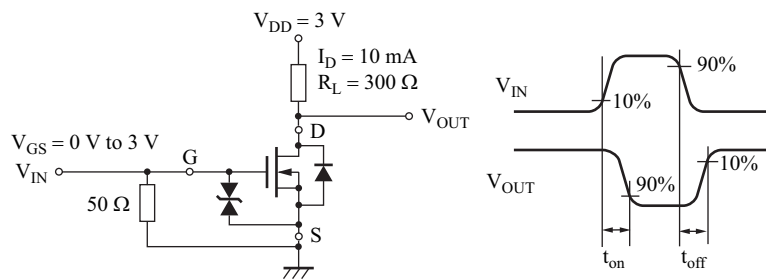 V_DD = 3 V
I_D = 10 mA
R_L = 300 Ω
D
V_OUT
V_GS = 0 V to 3 V
V_IN
G
50 Ω
S
V_IN
90%
10%
V_OUT
10%
90%
t_on
t_off